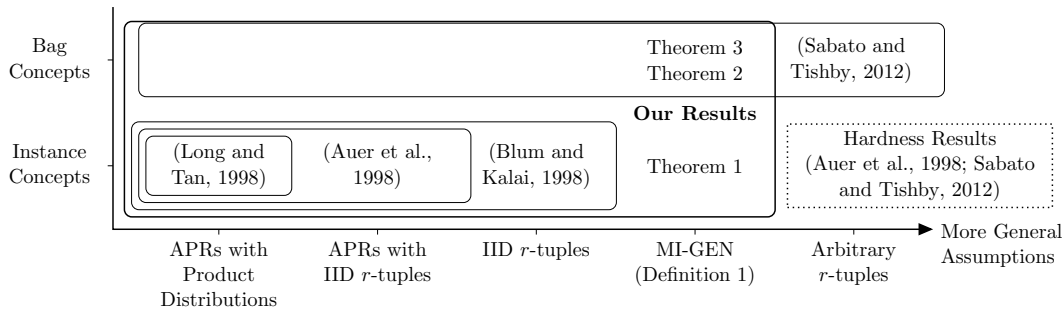 Bag
Concepts
Theorem 3
Theorem 2
(Sabato and
Tishby, 2012)
Our Results
Instance
Concepts
(Long and
Tan, 1998)
(Auer et al.,
1998)
(Blum and
Kalai, 1998)
Theorem 1
Hardness Results
(Auer et al., 1998; Sabato
and Tishby, 2012)
More General
Assumptions
APRs with
Product
Distributions
APRs with
IID r-tuples
IID r-tuples
MI-GEN
(Definition 1)
Arbitrary
r-tuples